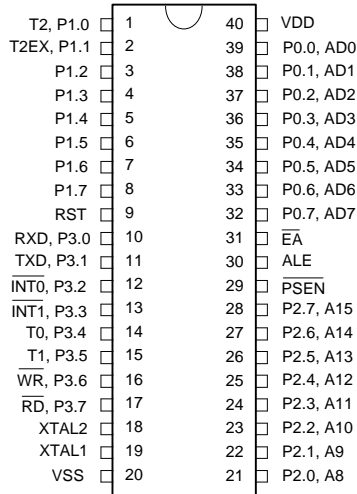 T2, P1.0 1 40 VDD
T2EX, P1.1 2 39 P0.0, AD0
P1.2 3 38 P0.1, AD1
P1.3 4 37 P0.2, AD2
P1.4 5 36 P0.3, AD3
P1.5 6 35 P0.4, AD4
P1.6 7 34 P0.5, AD5
P1.7 8 33 P0.6, AD6
RST 9 32 P0.7, AD7
RXD, P3.0 10 31 E̅A̅
TXD, P3.1 11 30 ALE
I̅N̅T̅0̅, P3.2 12 29 P̅S̅E̅N̅
I̅N̅T̅1̅, P3.3 13 28 P2.7, A15
T0, P3.4 14 27 P2.6, A14
T1, P3.5 15 26 P2.5, A13
W̅R̅, P3.6 16 25 P2.4, A12
R̅D̅, P3.7 17 24 P2.3, A11
XTAL2 18 23 P2.2, A10
XTAL1 19 22 P2.1, A9
VSS 20 21 P2.0, A8